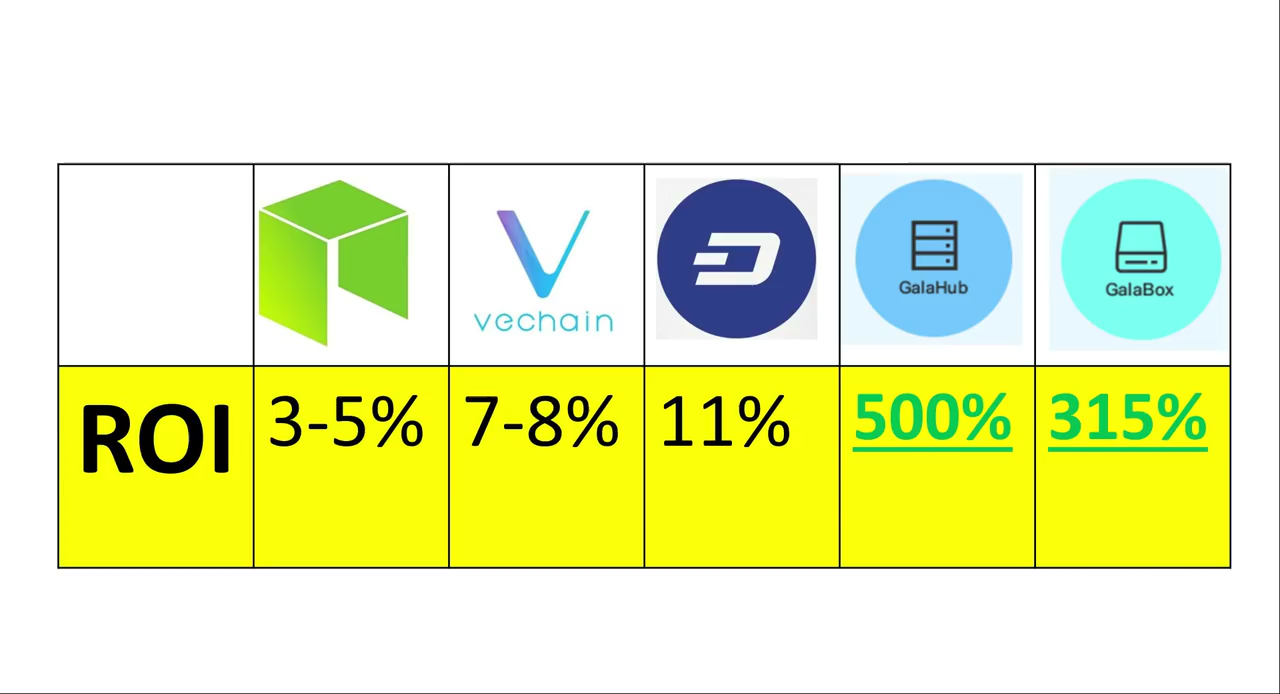 vechain
GalaHub
GalaBox
ROI
3-5%
7-8%
11%
500%
315%